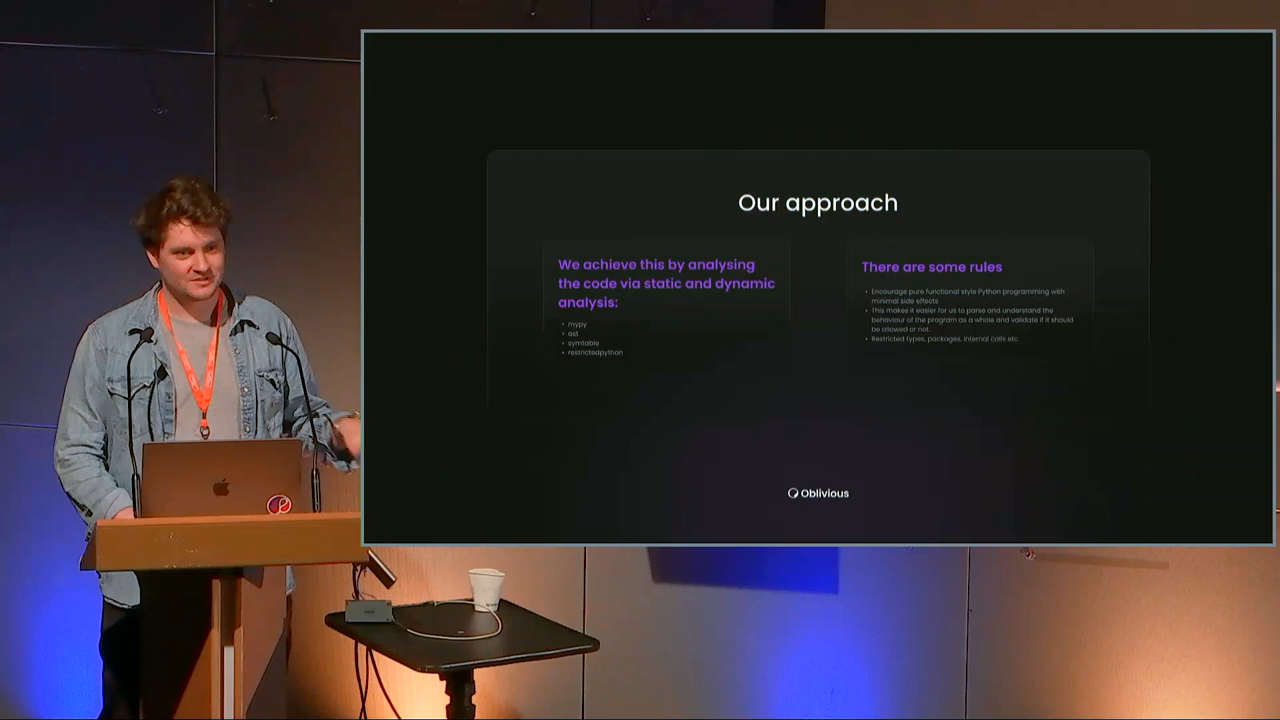 Our approach
We achieve this by analysing
the code via static and dynamic
analysis:
• mypy
• ast
• symtable
• restrictedpython
There are some rules
• Encourage pure functional style Python programming with
minimal side effects
• This makes it easier for us to parse and understand the
behaviour of the program as a whole and validate if it should
be allowed or not.
• Restricted types, packages, internal calls etc
Oblivious